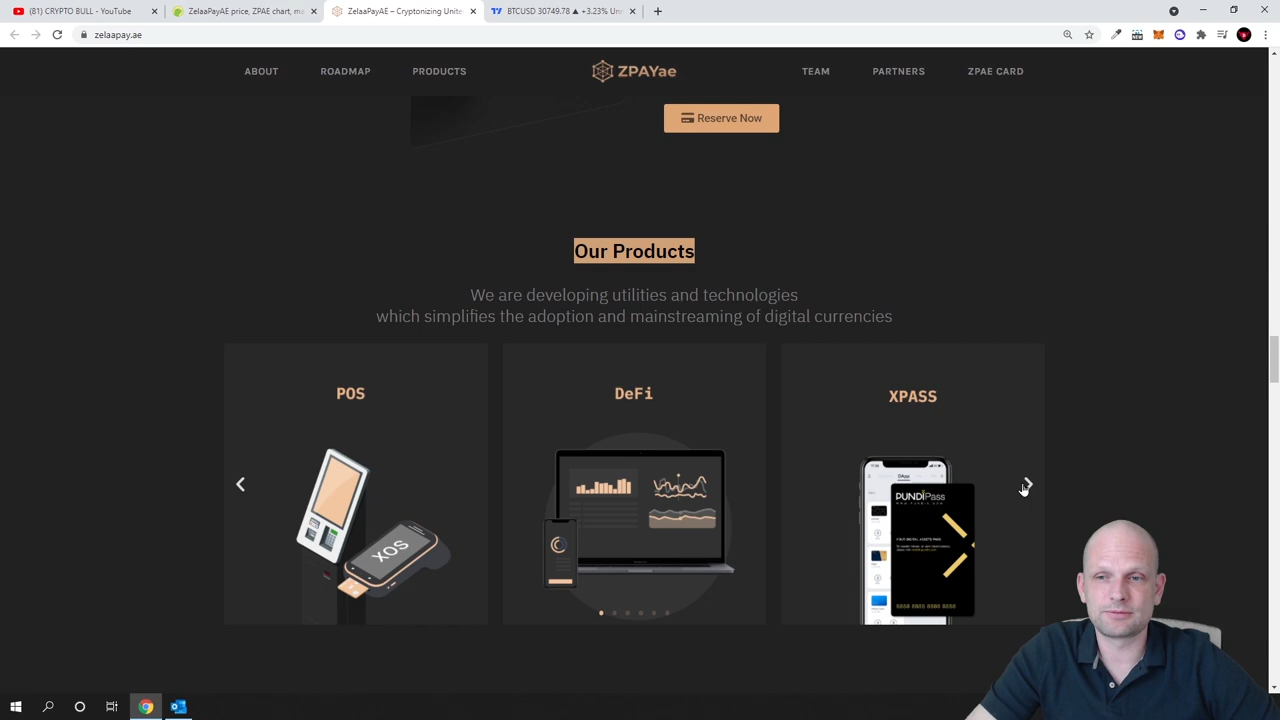 (81) CRYPTO BULL - YouTube
ZelaaPayAE price, ZPAE chart, ma
ZelaaPayAE – Cryptonizing Unite
BTCUSD 30749.78 ▲ +3.23% Un
zelaapay.ae
ABOUT
ROADMAP
PRODUCTS
ZPAYae
TEAM
PARTNERS
ZPAE CARD
Reserve Now
Our Products
We are developing utilities and technologies
which simplifies the adoption and mainstreaming of digital currencies
POS
DeFi
XPASS
XOS
DApp
PUNDIPass